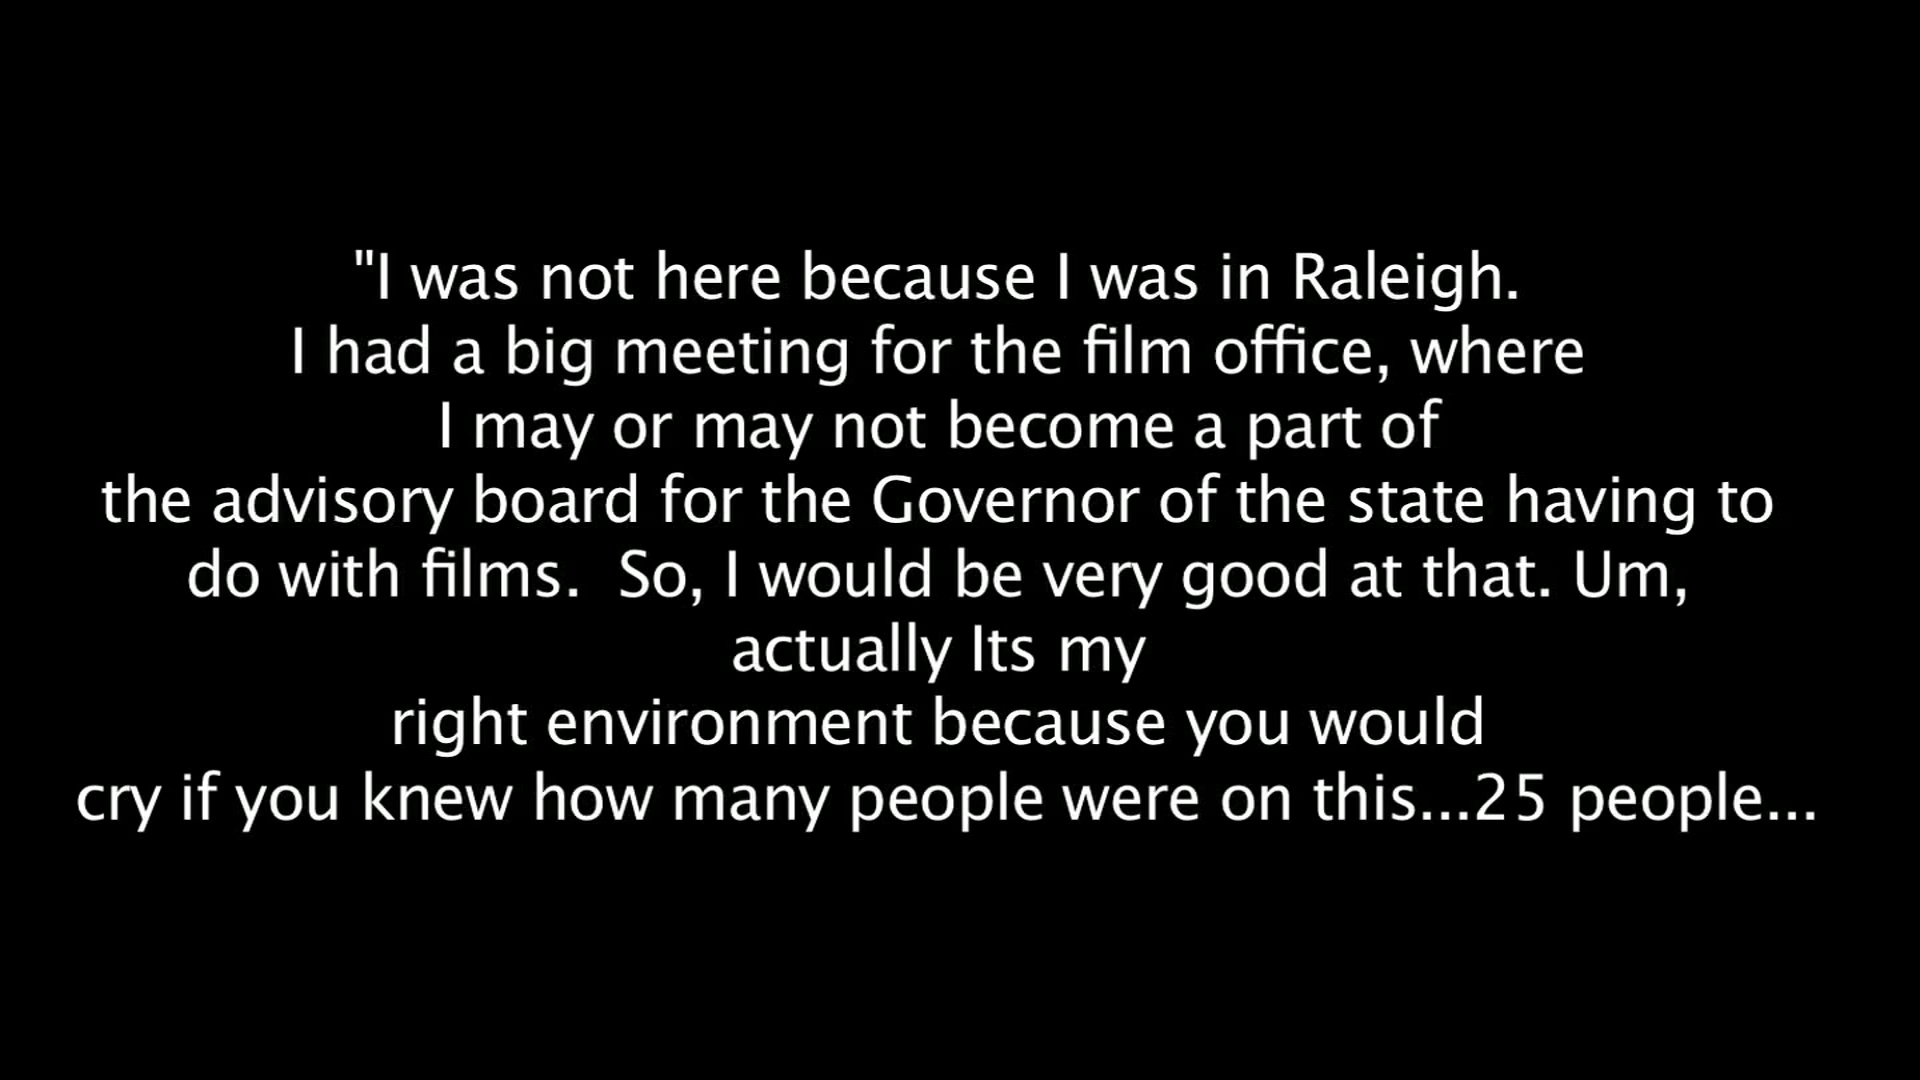 "I was not here because I was in Raleigh.
I had a big meeting for the film office, where
I may or may not become a part of
the advisory board for the Governor of the state having to
do with films.  So, I would be very good at that. Um,
actually Its my
right environment because you would
cry if you knew how many people were on this...25 people...